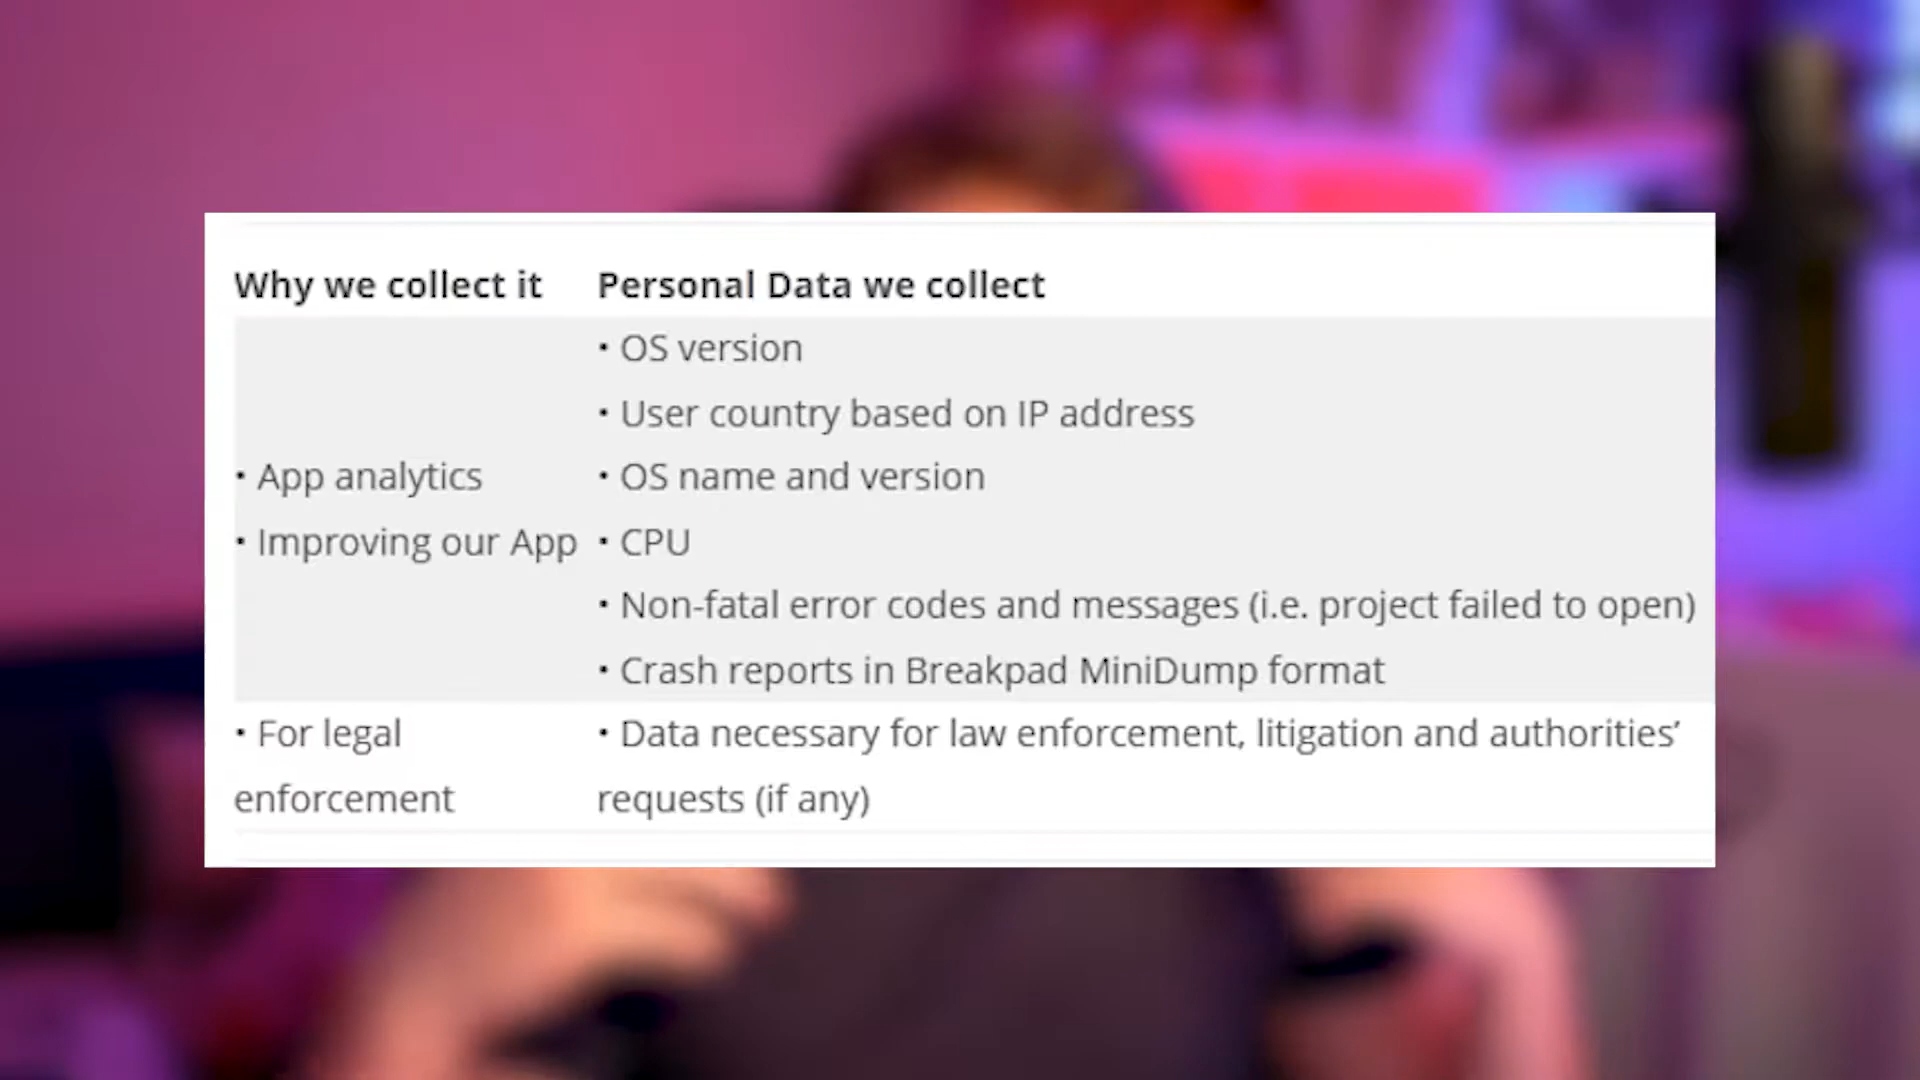 Why we collect it Personal Data we collect
• OS version
• User country based on IP address
• App analytics • OS name and version
• Improving our App • CPU
• Non-fatal error codes and messages (i.e. project failed to open)
• Crash reports in Breakpad MiniDump format
• For legal • Data necessary for law enforcement, litigation and authorities’
enforcement requests (if any)